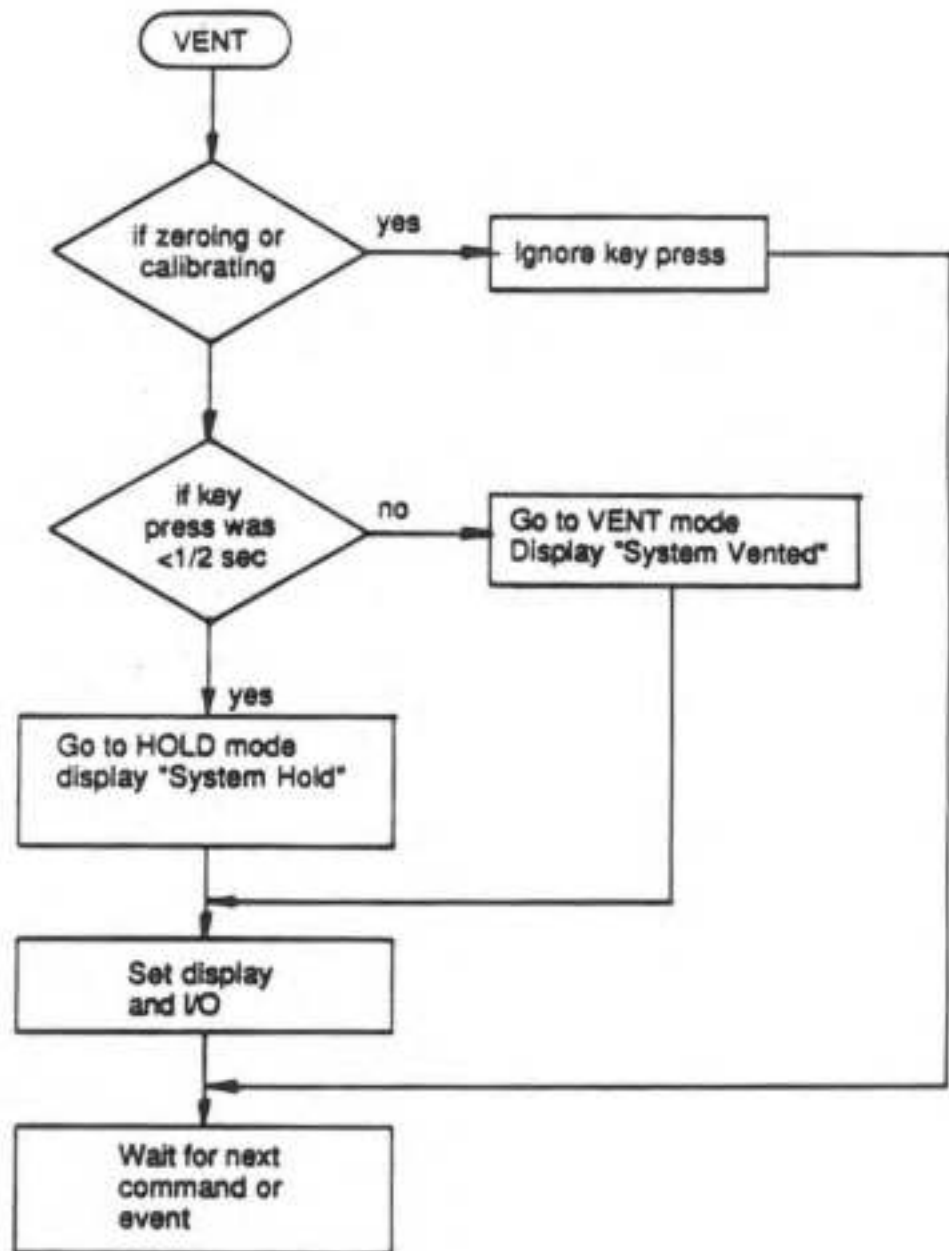 VENT
if zeroing or
calibrating
yes
Ignore key press
if key
press was
<1/2 sec
no
Go to VENT mode
Display "System Vented"
yes
Go to HOLD mode
display "System Hold"
Set display
and I/O
Wait for next
command or
event